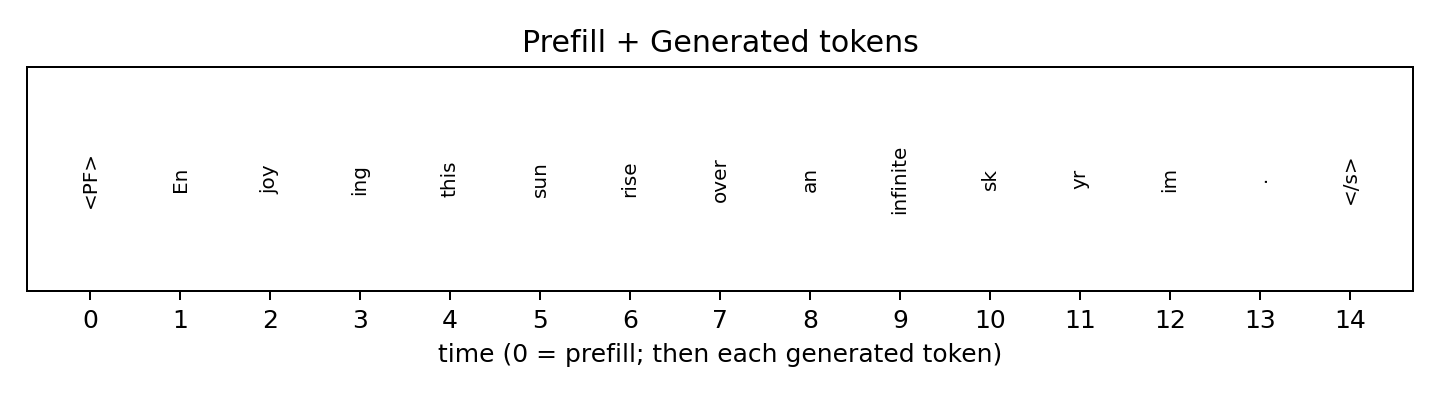 Prefill + Generated tokens
<PF> En joy ing this sun rise over an infinite sk yr im . </s>
0 1 2 3 4 5 6 7 8 9 10 11 12 13 14
time (0 = prefill; then each generated token)